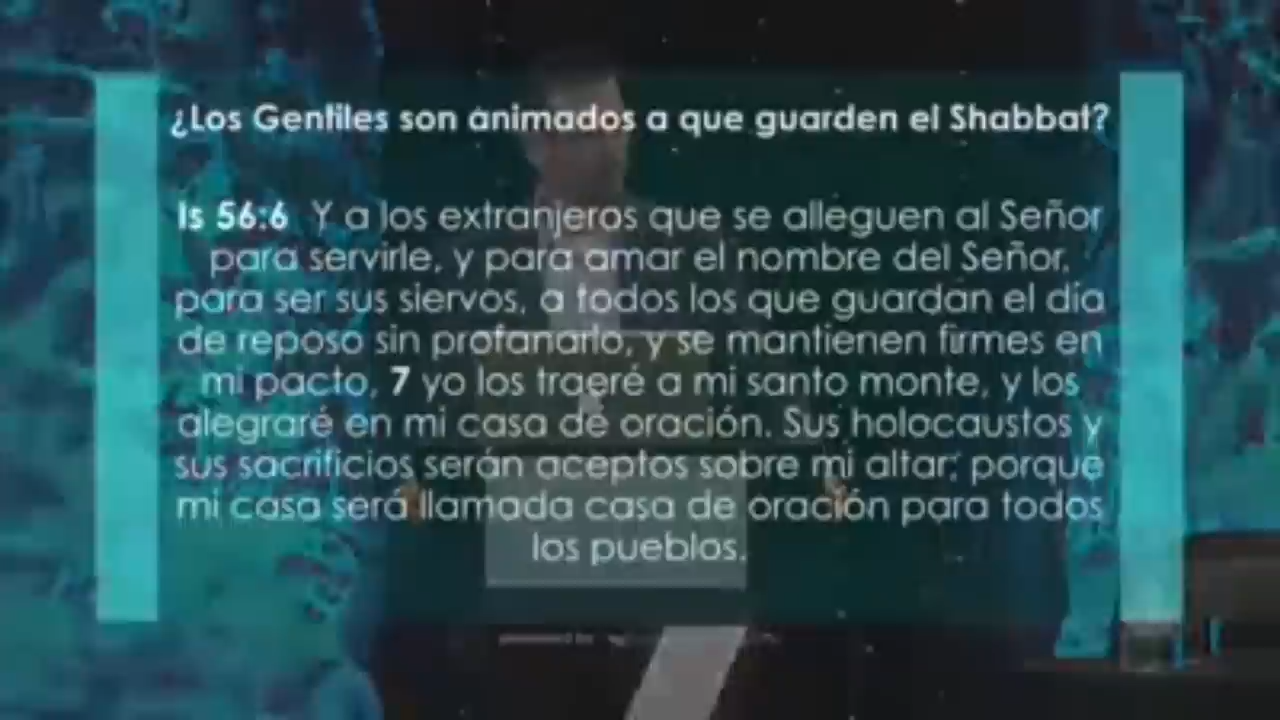 ¿Los Gentiles son animados a que guarden el Shabbat?
Is 56:6 Y a los extranjeros que se alleguen al Señor
para servirle, y para amar el nombre del Señor,
para ser sus siervos, a todos los que guardan el día
de reposo sin profanarlo, y se mantienen firmes en
mi pacto, 7 yo los traeré a mi santo monte, y los
alegraré en mi casa de oración. Sus holocaustos y
sus sacrificios serán aceptos sobre mi altar; porque
mi casa será llamada casa de oración para todos
los pueblos.